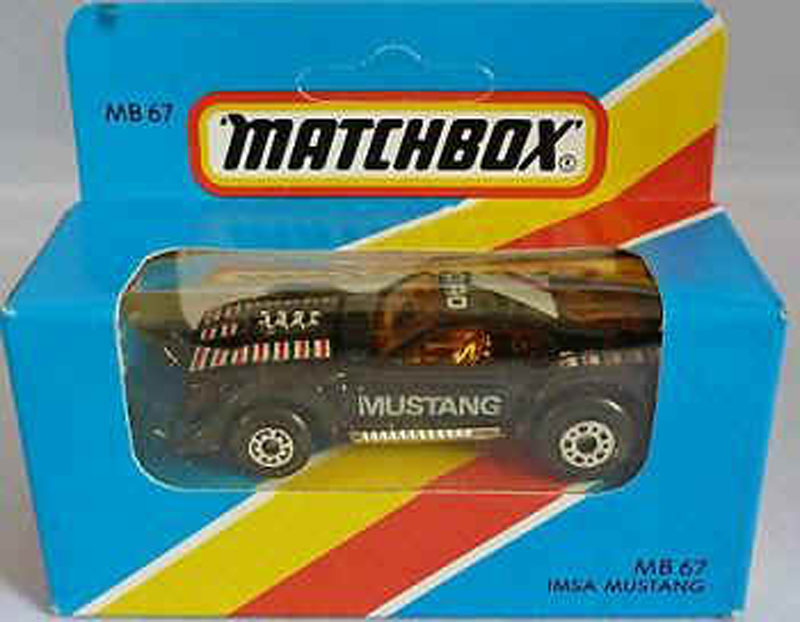 MB 67
MATCHBOX®
MUSTANG
MB 67
IMSA MUSTANG